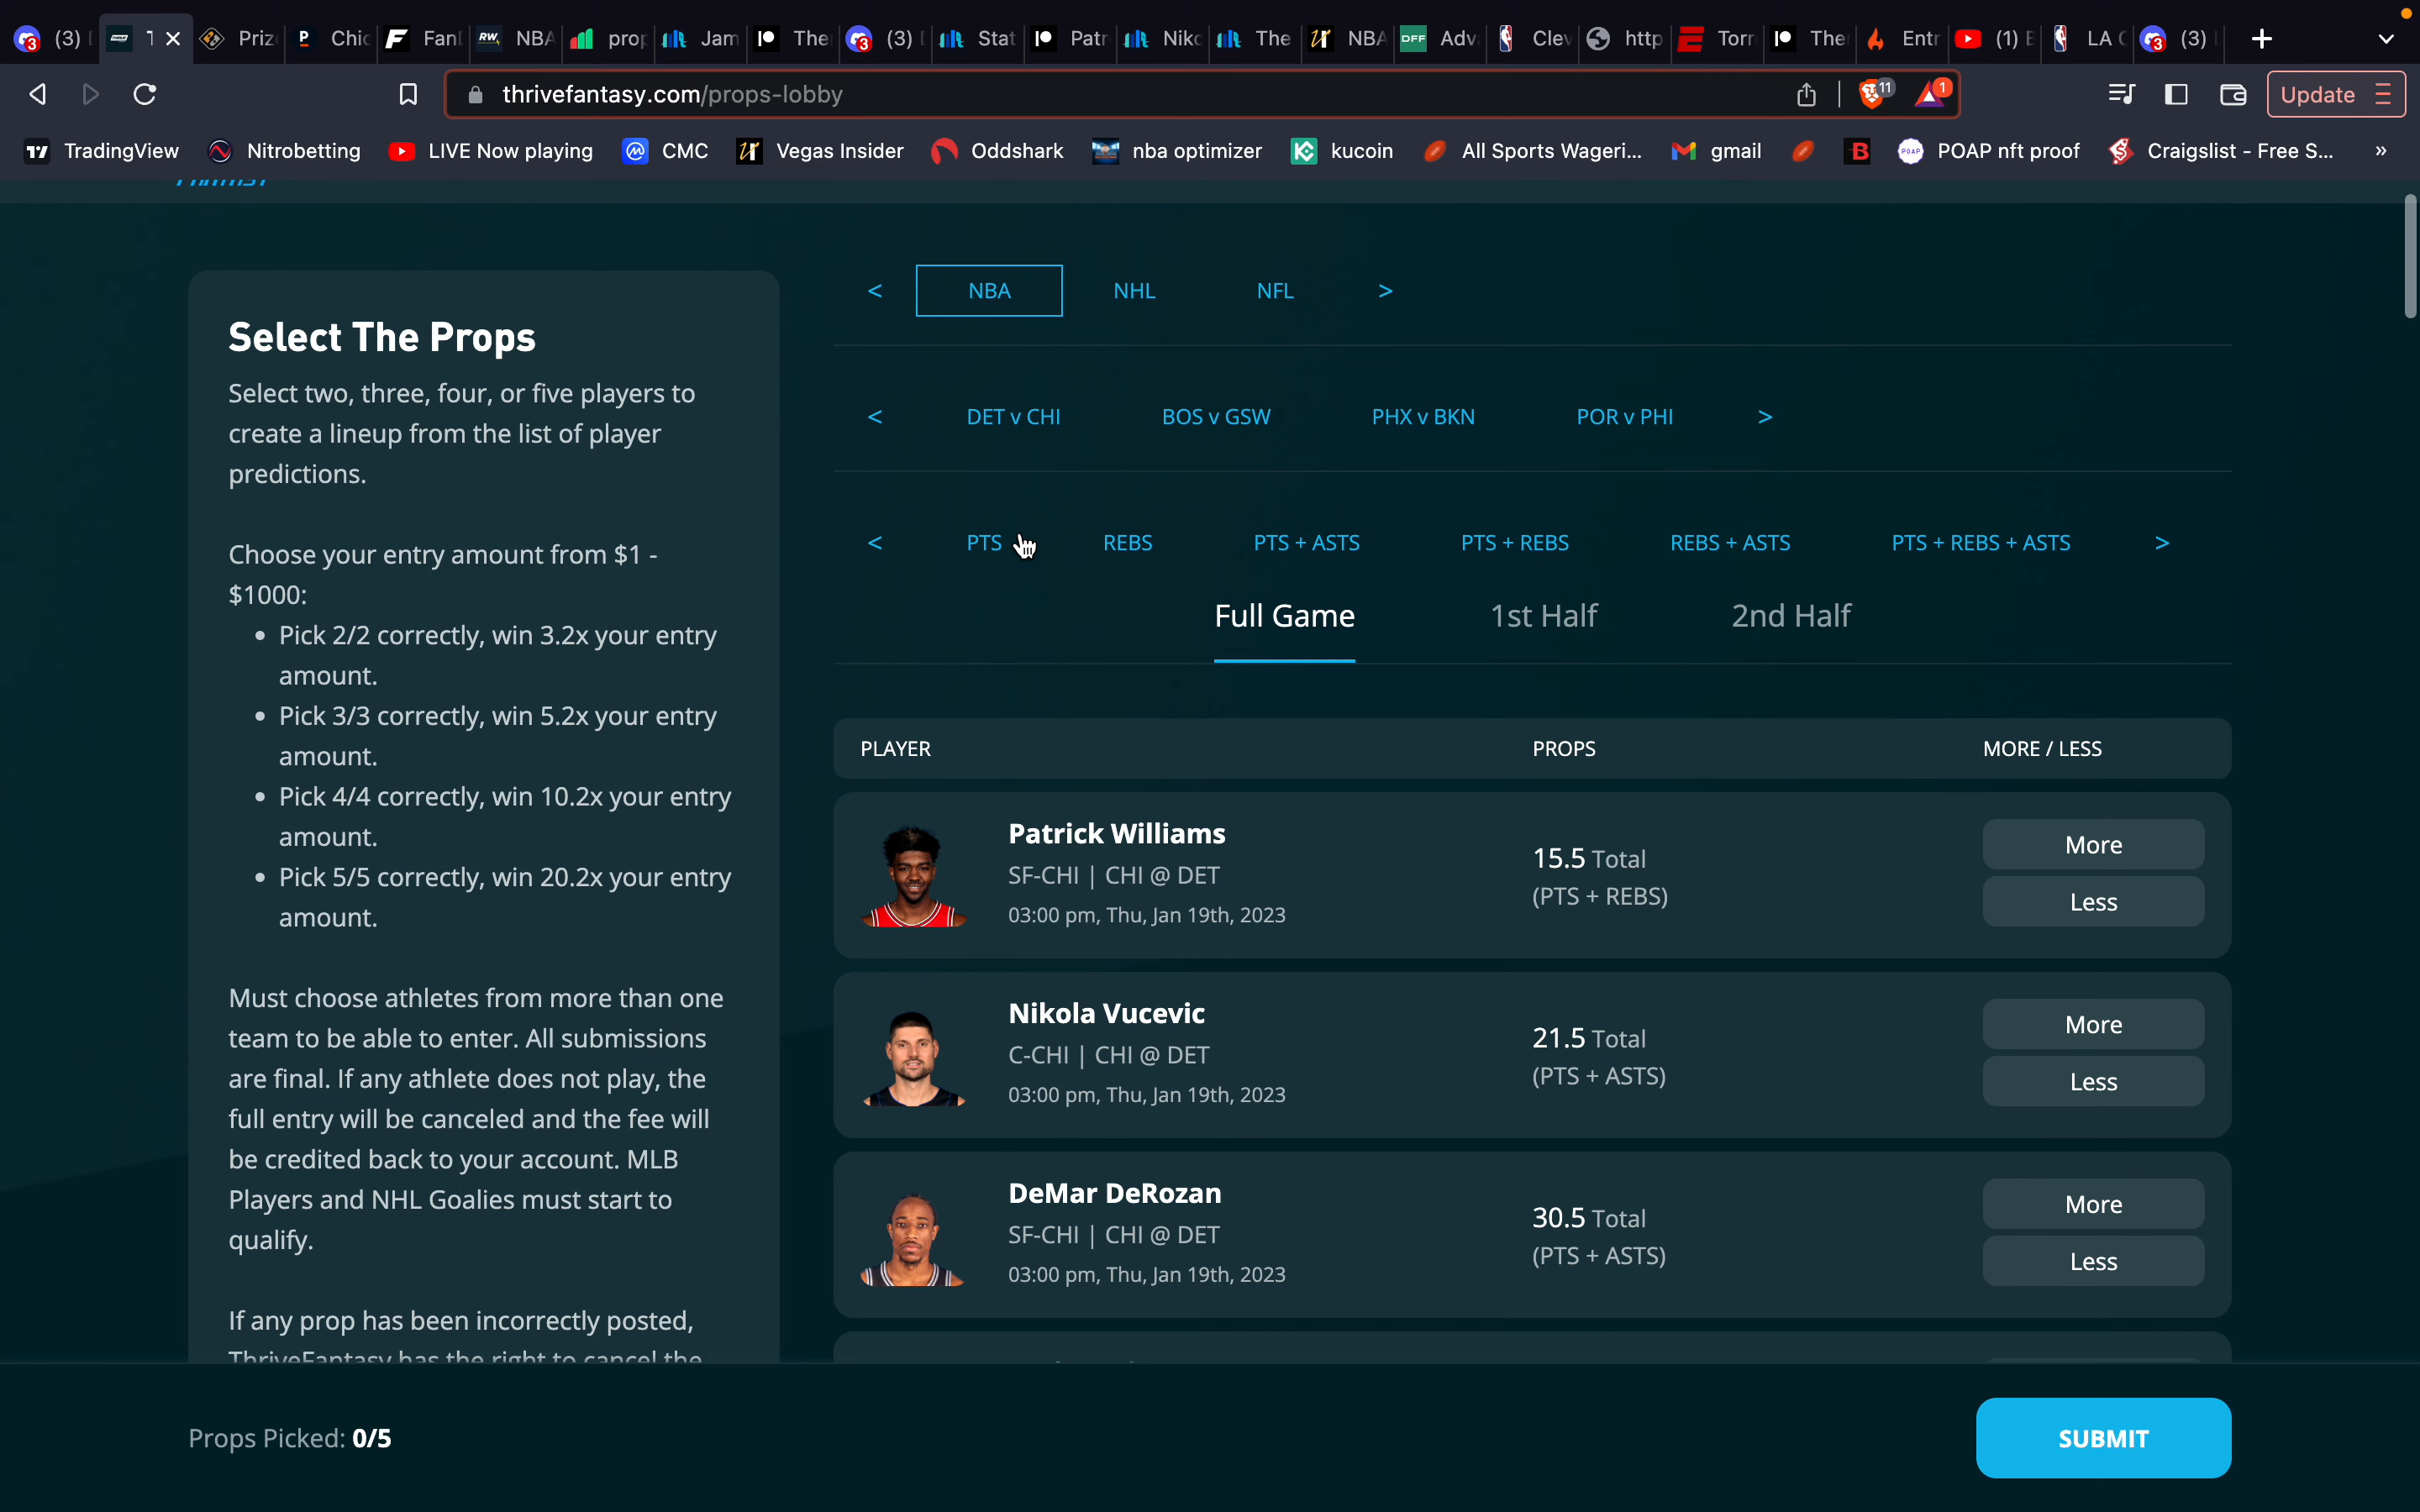 (3) Priz Chic Fan NBA prop Jam The (3) Stat Patr Niko The NBA Adv Clev http Torr The Entr (1) E LA C (3)
thrivefantasy.com/props-lobby
11
1
Update
TradingView Nitrobetting LIVE Now playing CMC Vegas Insider Oddshark nba optimizer kucoin All Sports Wageri... gmail POAP nft proof Craigslist - Free S... »
< NBA NHL NFL >
< DET v CHI BOS v GSW PHX v BKN POR v PHI >
< PTS REBS PTS + ASTS PTS + REBS REBS + ASTS PTS + REBS + ASTS >
Full Game 1st Half 2nd Half
Select The Props
Select two, three, four, or five players to
create a lineup from the list of player
predictions.
Choose your entry amount from $1 -
$1000:
• Pick 2/2 correctly, win 3.2x your entry
amount.
• Pick 3/3 correctly, win 5.2x your entry
amount.
• Pick 4/4 correctly, win 10.2x your entry
amount.
• Pick 5/5 correctly, win 20.2x your entry
amount.
Must choose athletes from more than one
team to be able to enter. All submissions
are final. If any athlete does not play, the
full entry will be canceled and the fee will
be credited back to your account. MLB
Players and NHL Goalies must start to
qualify.
If any prop has been incorrectly posted,
ThriveFantasy has the right to cancel the
PLAYER PROPS MORE / LESS
Patrick Williams
SF-CHI | CHI @ DET
03:00 pm, Thu, Jan 19th, 2023
15.5 Total
(PTS + REBS)
More
Less
Nikola Vucevic
C-CHI | CHI @ DET
03:00 pm, Thu, Jan 19th, 2023
21.5 Total
(PTS + ASTS)
More
Less
DeMar DeRozan
SF-CHI | CHI @ DET
03:00 pm, Thu, Jan 19th, 2023
30.5 Total
(PTS + ASTS)
More
Less
Props Picked: 0/5
SUBMIT